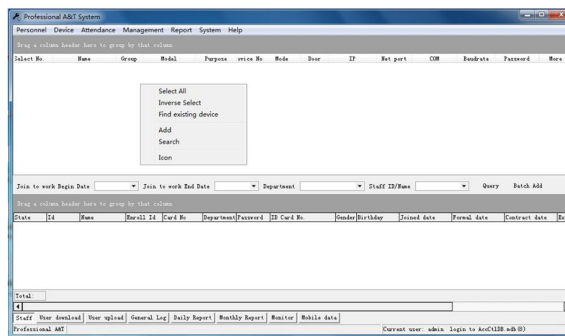 Professional A&T System
Personnel Device Attendance Management Report System Help
Drag a column header here to group by that column
Select No. Name Group Model Purpose rvice No Mode Door IP Net port COM Baudrate Password More
Select All
Inverse Select
Find existing device
Add
Search
Icon
Join to work Begin Date Join to work End Date Department Staff ID/Name Query Batch Add
Drag a column header here to group by that column
State Id Name Enroll Id Card No Department Password ID Card No. Gender Birthday Joined date Formal date Contract date
Total:
Staff User download User upload General Log Daily Report Monthly Report Monitor Mobile data
Professional A&T Current user: admin login to AccCtlDB.mdb